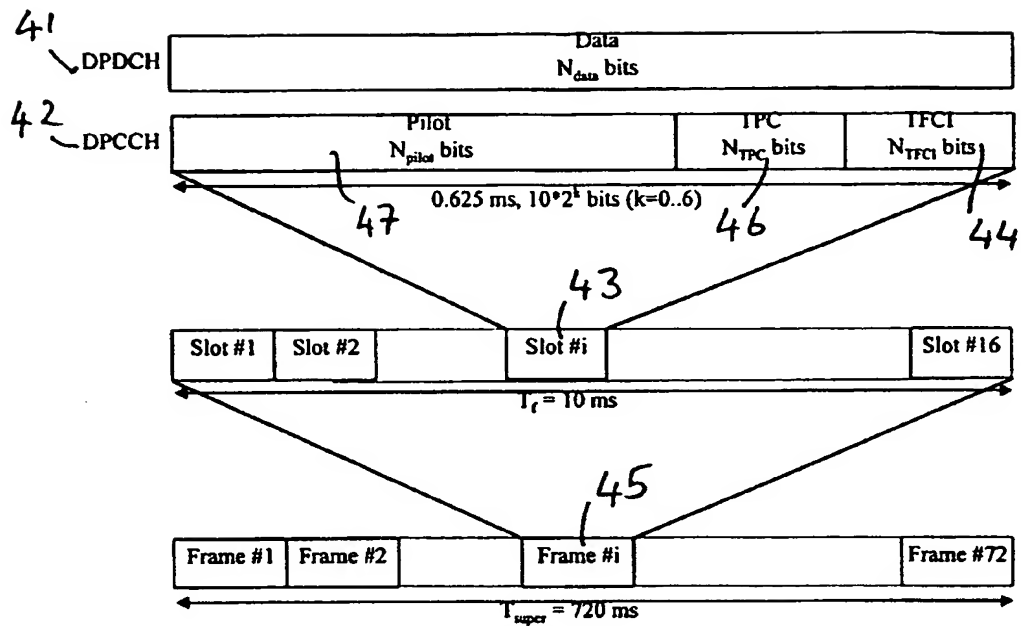 41
DPDCH
Data
N_data bits
42
DPCCH
Pilot
N_pilot bits
TPC
N_TPC bits
TFCI
N_TFCI bits
0.625 ms, 10*2^k bits (k=0..6)
47
46
44
43
Slot #1
Slot #2
Slot #i
Slot #16
T_f = 10 ms
45
Frame #1
Frame #2
Frame #i
Frame #72
T_super = 720 ms